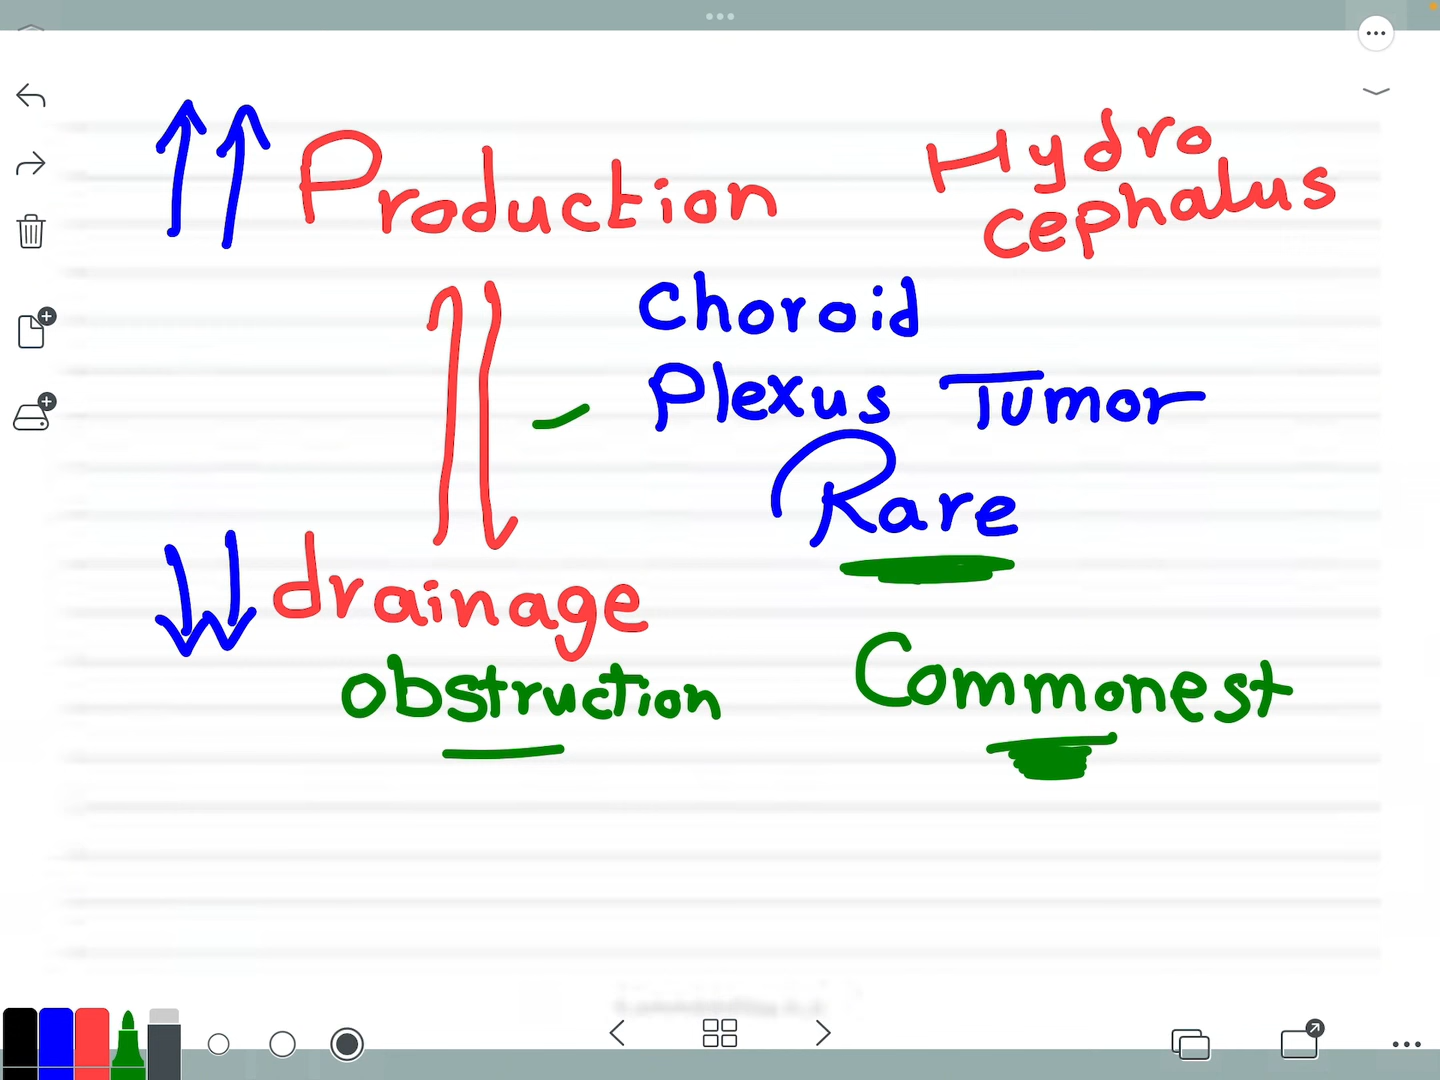 ↑↑ Production
Hydro
cephalus
Choroid
Plexus Tumor
Rare
↓↓ drainage
obstruction
Commonest